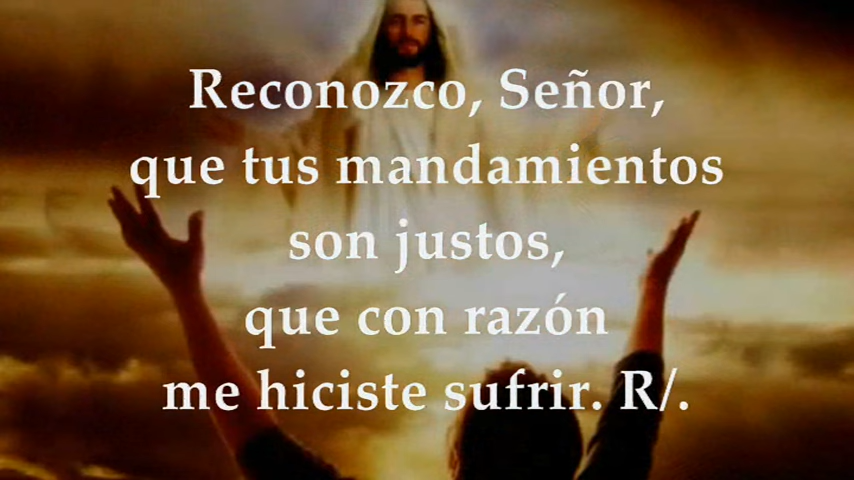 Reconozco, Señor,
que tus mandamientos
son justos,
que con razón
me hiciste sufrir. R/.